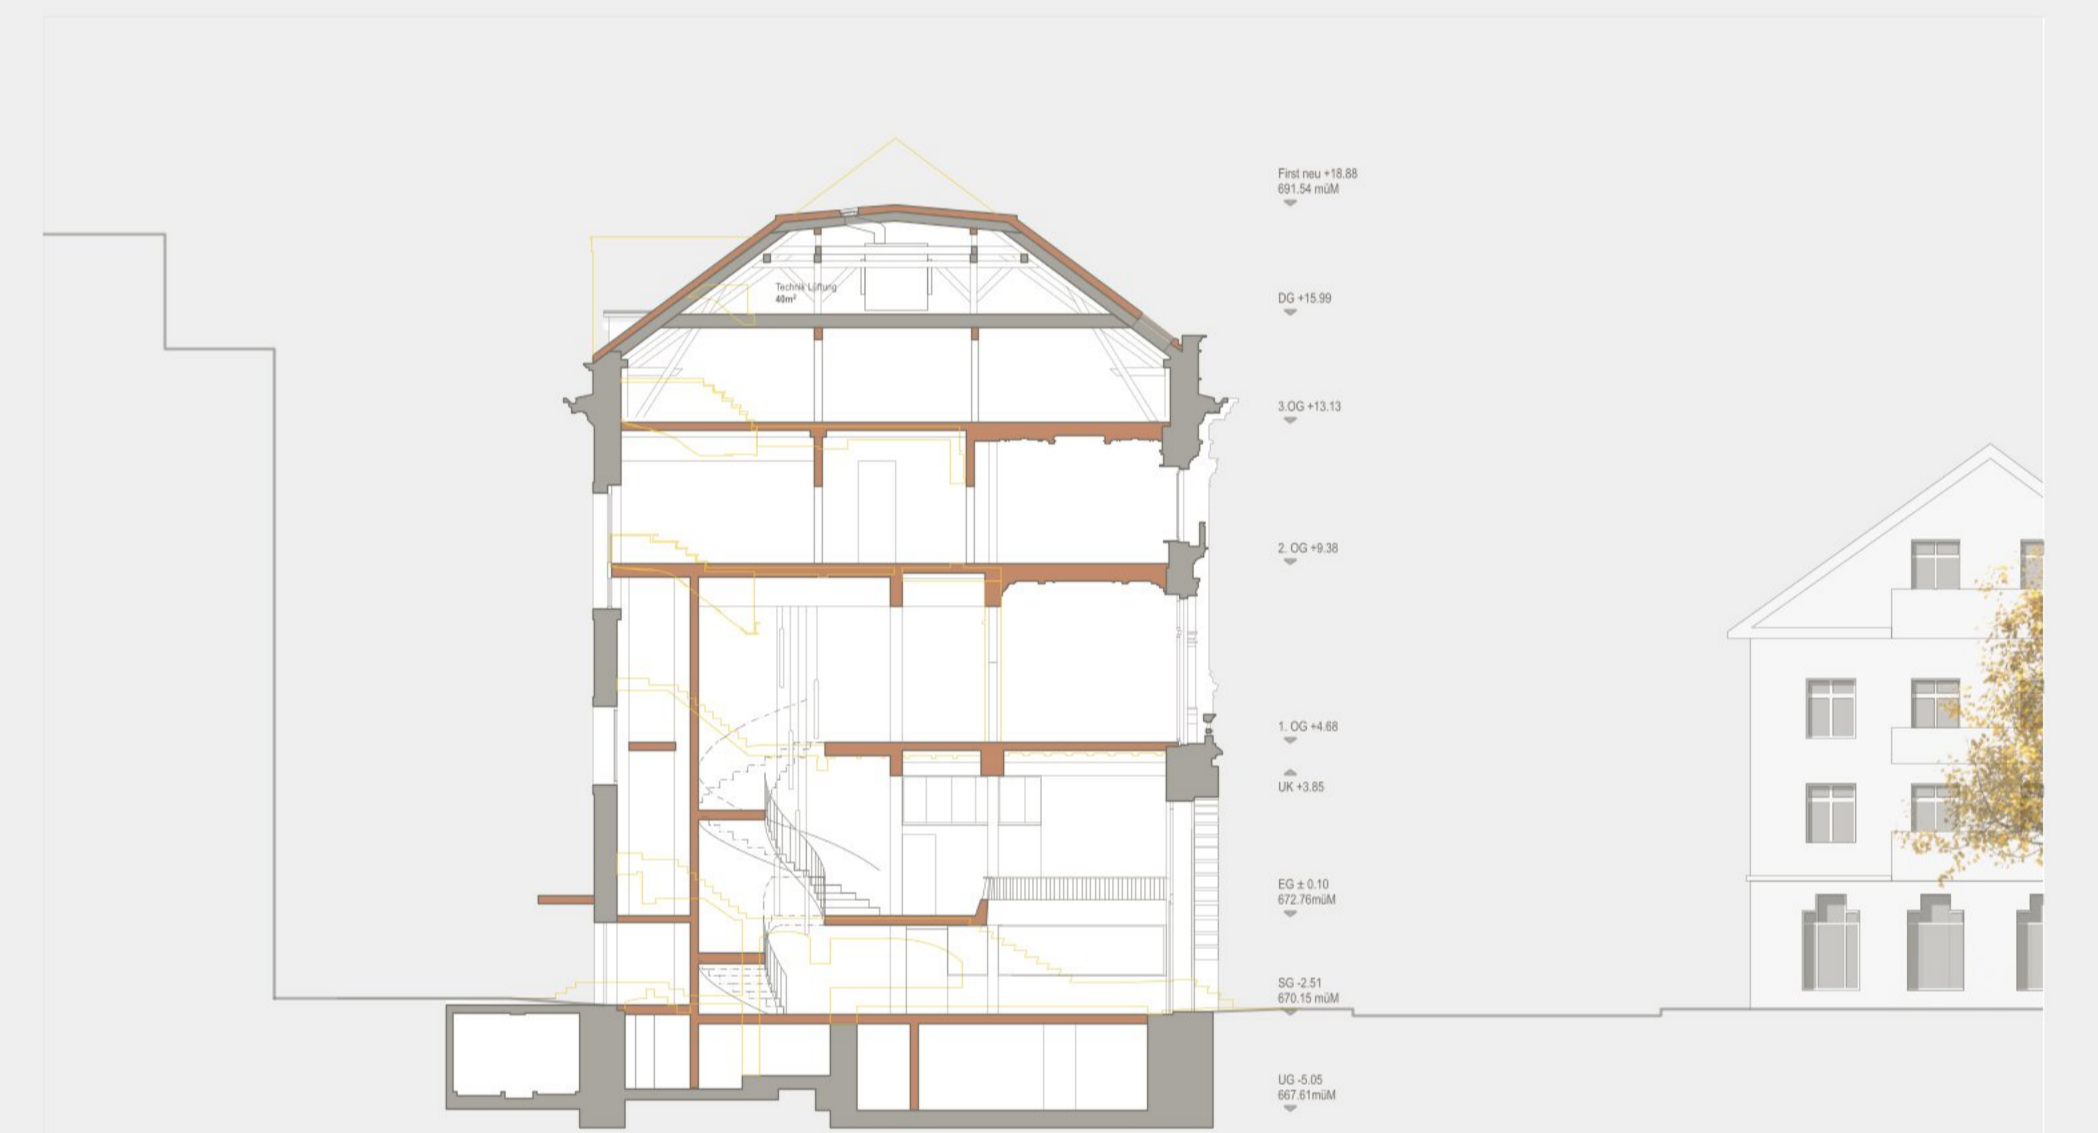 First neu +18.88
691.54 müM
Technik Lüftung
40m²
DG +15.99
3.OG +13.13
2. OG +9.38
1. OG +4.68
UK +3.85
EG ± 0.10
672.76müM
SG -2.51
670.15 müM
UG -5.05
667.61müM